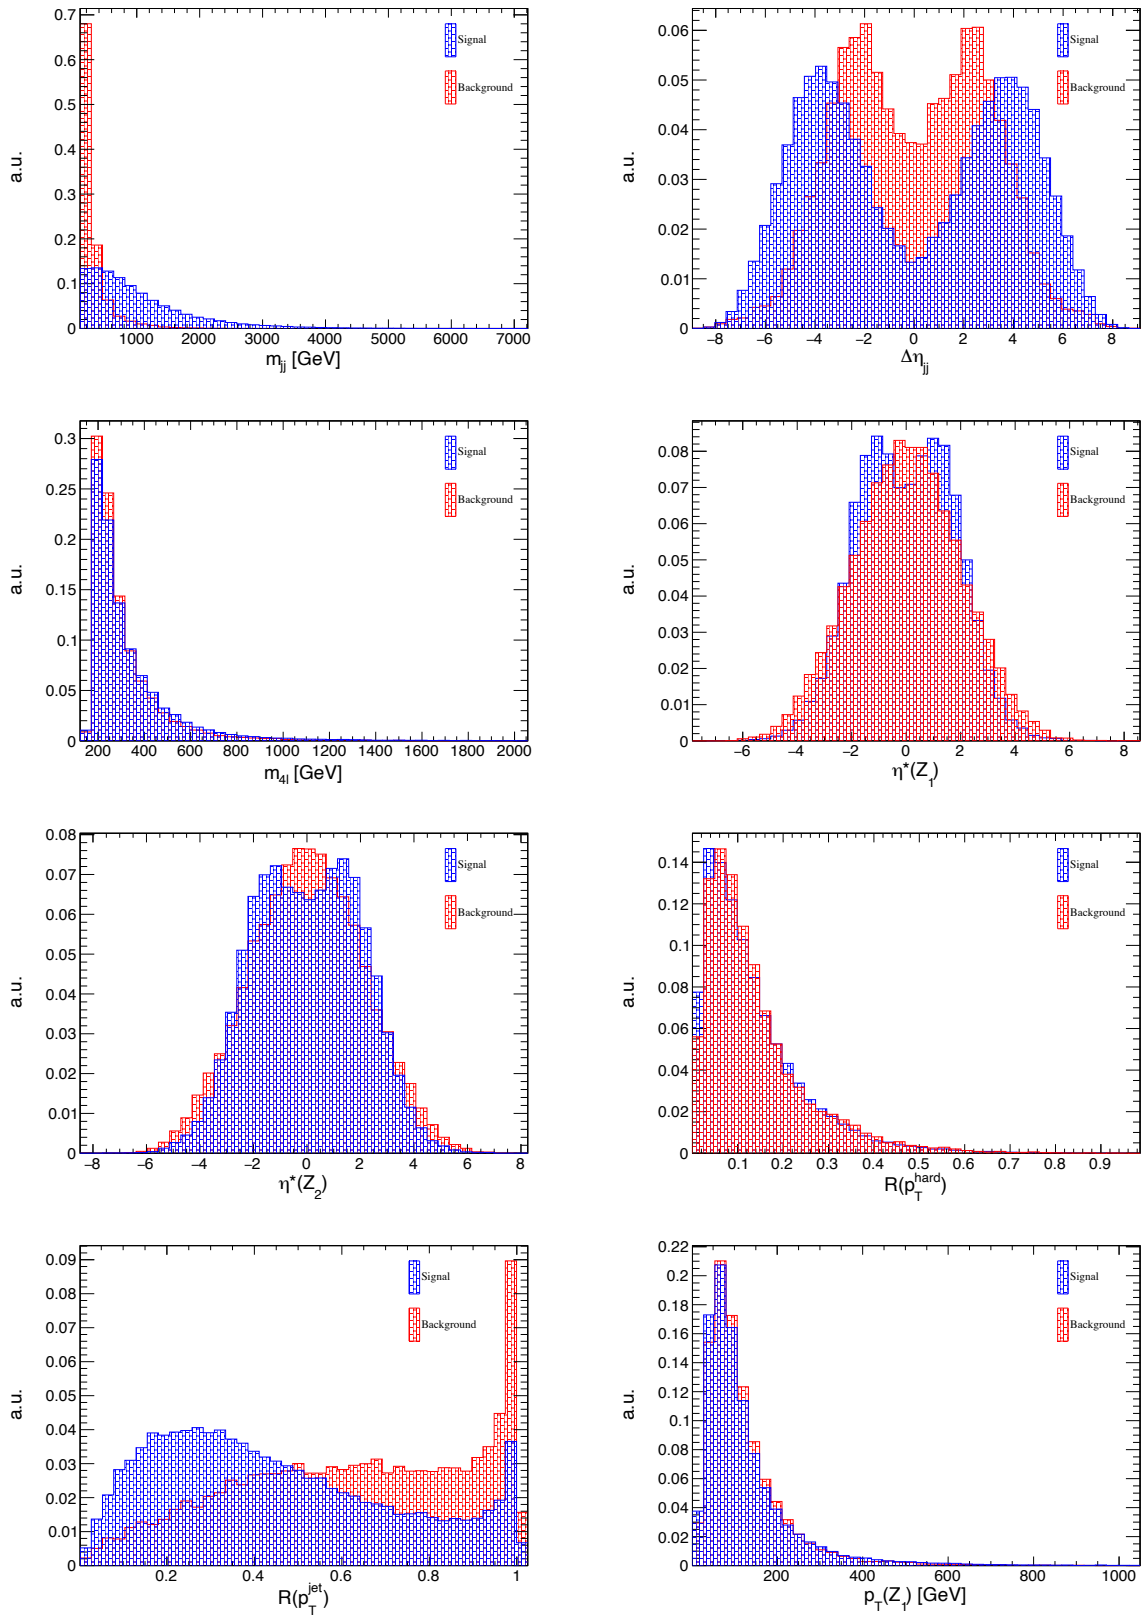 0.7
0.6
0.5
0.4
0.3
0.2
0.1
0
a.u.
Signal
Background
1000 2000 3000 4000 5000 6000 7000
m_jj [GeV]
0.06
0.05
0.04
0.03
0.02
0.01
0
a.u.
Signal
Background
−8 −6 −4 −2 0 2 4 6 8
Δη_jj
0.3
0.25
0.2
0.15
0.1
0.05
0
a.u.
Signal
Background
200 400 600 800 1000 1200 1400 1600 1800 2000
m_4l [GeV]
0.08
0.07
0.06
0.05
0.04
0.03
0.02
0.01
0
a.u.
Signal
Background
−6 −4 −2 0 2 4 6 8
η*(Z_1)
0.08
0.07
0.06
0.05
0.04
0.03
0.02
0.01
0
a.u.
Signal
Background
−8 −6 −4 −2 0 2 4 6 8
η*(Z_2)
0.14
0.12
0.1
0.08
0.06
0.04
0.02
0
a.u.
Signal
Background
0.1 0.2 0.3 0.4 0.5 0.6 0.7 0.8 0.9
R(p_T^hard)
0.09
0.08
0.07
0.06
0.05
0.04
0.03
0.02
0.01
0
a.u.
Signal
Background
0.2 0.4 0.6 0.8 1
R(p_T^jet)
0.22
0.2
0.18
0.16
0.14
0.12
0.1
0.08
0.06
0.04
0.02
0.00
a.u.
Signal
Background
200 400 600 800 1000
p_T(Z_1) [GeV]